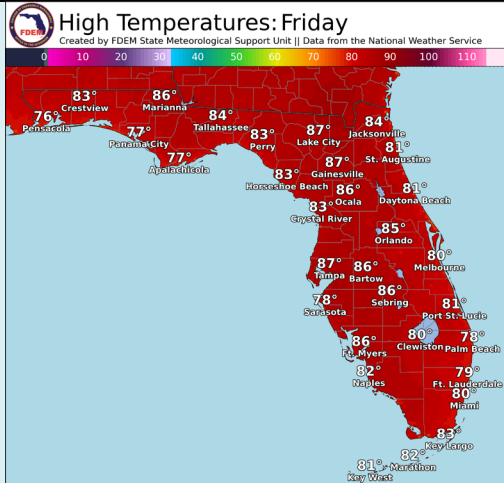 High Temperatures: Friday
Created by FDEM State Meteorological Support Unit || Data from the National Weather Service
FDEM
0 10 20 30 40 50 60 70 80 90 100 110
83°
Crestview
86°
Marianna
76°
Pensacola
77°
Panama City
84°
Tallahassee
83°
Perry
87°
Lake City
84°
Jacksonville
81°
St. Augustine
77°
Apalachicola
87°
Gainesville
83°
Horseshoe Beach
86°
Ocala
81°
Daytona Beach
83°
Crystal River
85°
Orlando
80°
Melbourne
87°
Tampa
86°
Bartow
86°
Sebring
78°
Sarasota
81°
Port St. Lucie
80°
Clewiston
78°
Palm Beach
86°
Ft. Myers
82°
Naples
79°
Ft. Lauderdale
80°
Miami
83°
Key Largo
82°
Marathon
81°
Key West